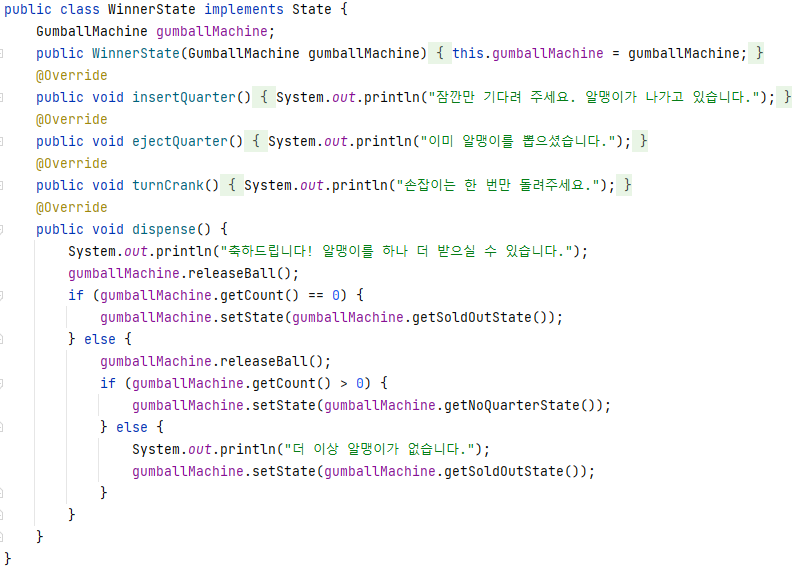 public class WinnerState implements State {
    GumballMachine gumballMachine;
    public WinnerState(GumballMachine gumballMachine) { this.gumballMachine = gumballMachine; }
    @Override
    public void insertQuarter() { System.out.println("잠깐만 기다려 주세요. 알맹이가 나가고 있습니다."); }
    @Override
    public void ejectQuarter() { System.out.println("이미 알맹이를 뽑으셨습니다."); }
    @Override
    public void turnCrank() { System.out.println("손잡이는 한 번만 돌려주세요."); }
    @Override
    public void dispense() {
        System.out.println("축하드립니다! 알맹이를 하나 더 받으실 수 있습니다.");
        gumballMachine.releaseBall();
        if (gumballMachine.getCount() == 0) {
            gumballMachine.setState(gumballMachine.getSoldOutState());
        } else {
            gumballMachine.releaseBall();
            if (gumballMachine.getCount() > 0) {
                gumballMachine.setState(gumballMachine.getNoQuarterState());
            } else {
                System.out.println("더 이상 알맹이가 없습니다.");
                gumballMachine.setState(gumballMachine.getSoldOutState());
            }
        }
    }
}